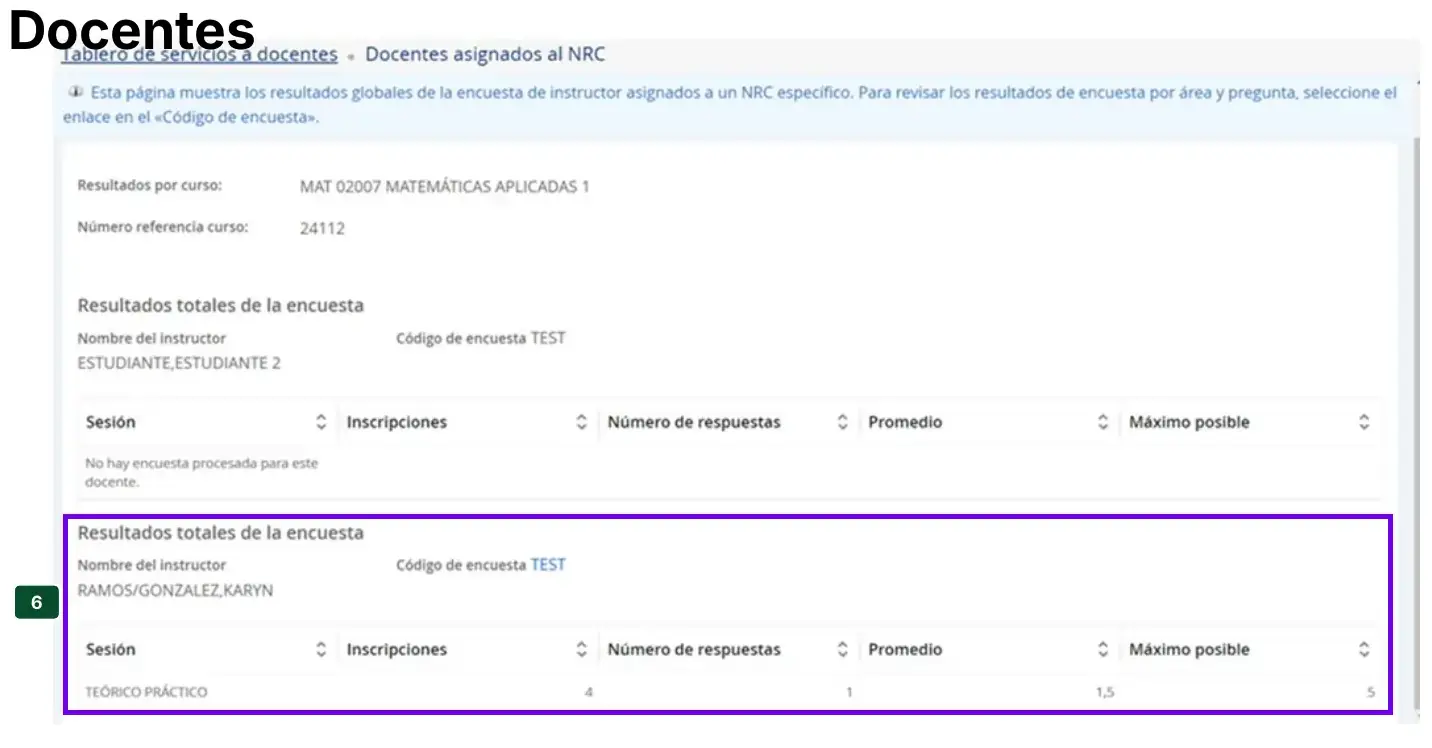 Docentes
Tablero de servicios a docentes • Docentes asignados al NRC
Esta página muestra los resultados globales de la encuesta de instructor asignados a un NRC específico. Para revisar los resultados de encuesta por área y pregunta, seleccione el
enlace en el «Código de encuesta».
Resultados por curso: MAT 02007 MATEMÁTICAS APLICADAS 1
Número referencia curso: 24112
Resultados totales de la encuesta
Nombre del instructor Código de encuesta TEST
ESTUDIANTE,ESTUDIANTE 2
Sesión Inscripciones Número de respuestas Promedio Máximo posible
No hay encuesta procesada para este
docente.
Resultados totales de la encuesta
Nombre del instructor Código de encuesta TEST
6 RAMOS/GONZALEZ,KARYN
Sesión Inscripciones Número de respuestas Promedio Máximo posible
TEÓRICO PRÁCTICO 4 1 1,5 5